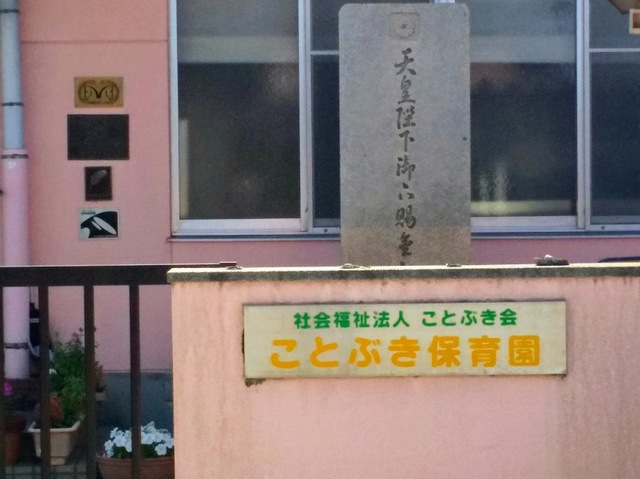 天皇陛下御下賜金
社会福祉法人 ことぶき会
ことぶき保育園